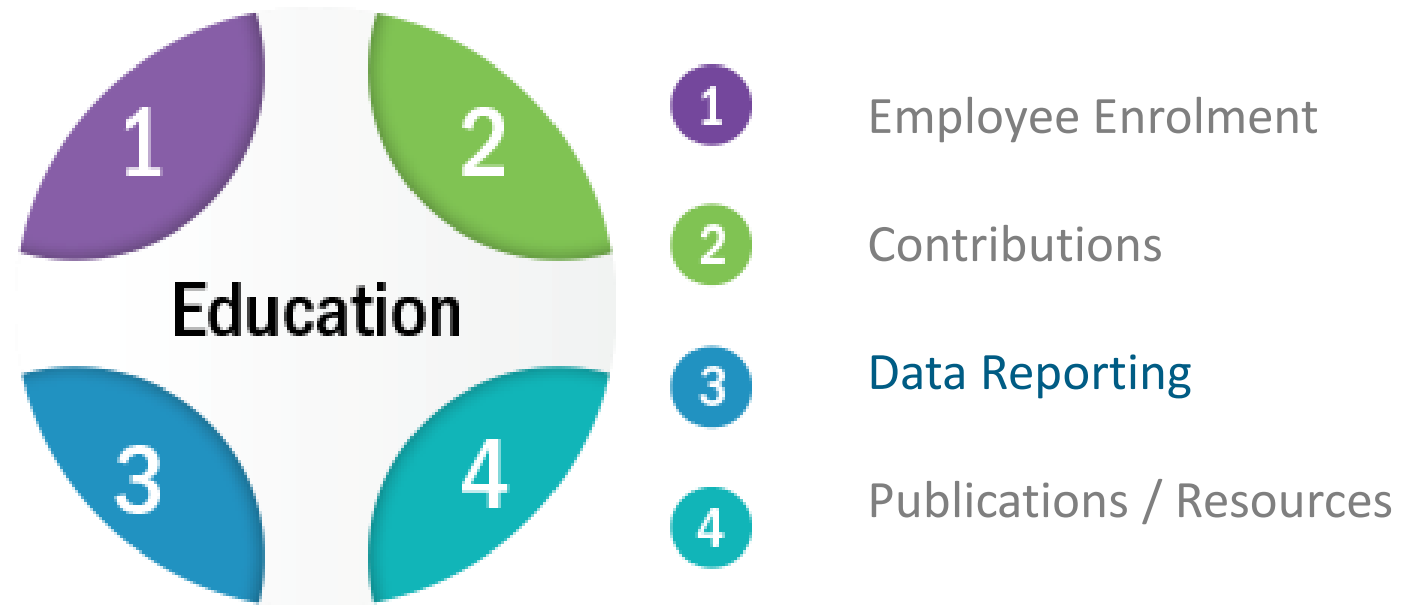 1
2
Education
3
4
1 Employee Enrolment
2 Contributions
3 Data Reporting
4 Publications / Resources